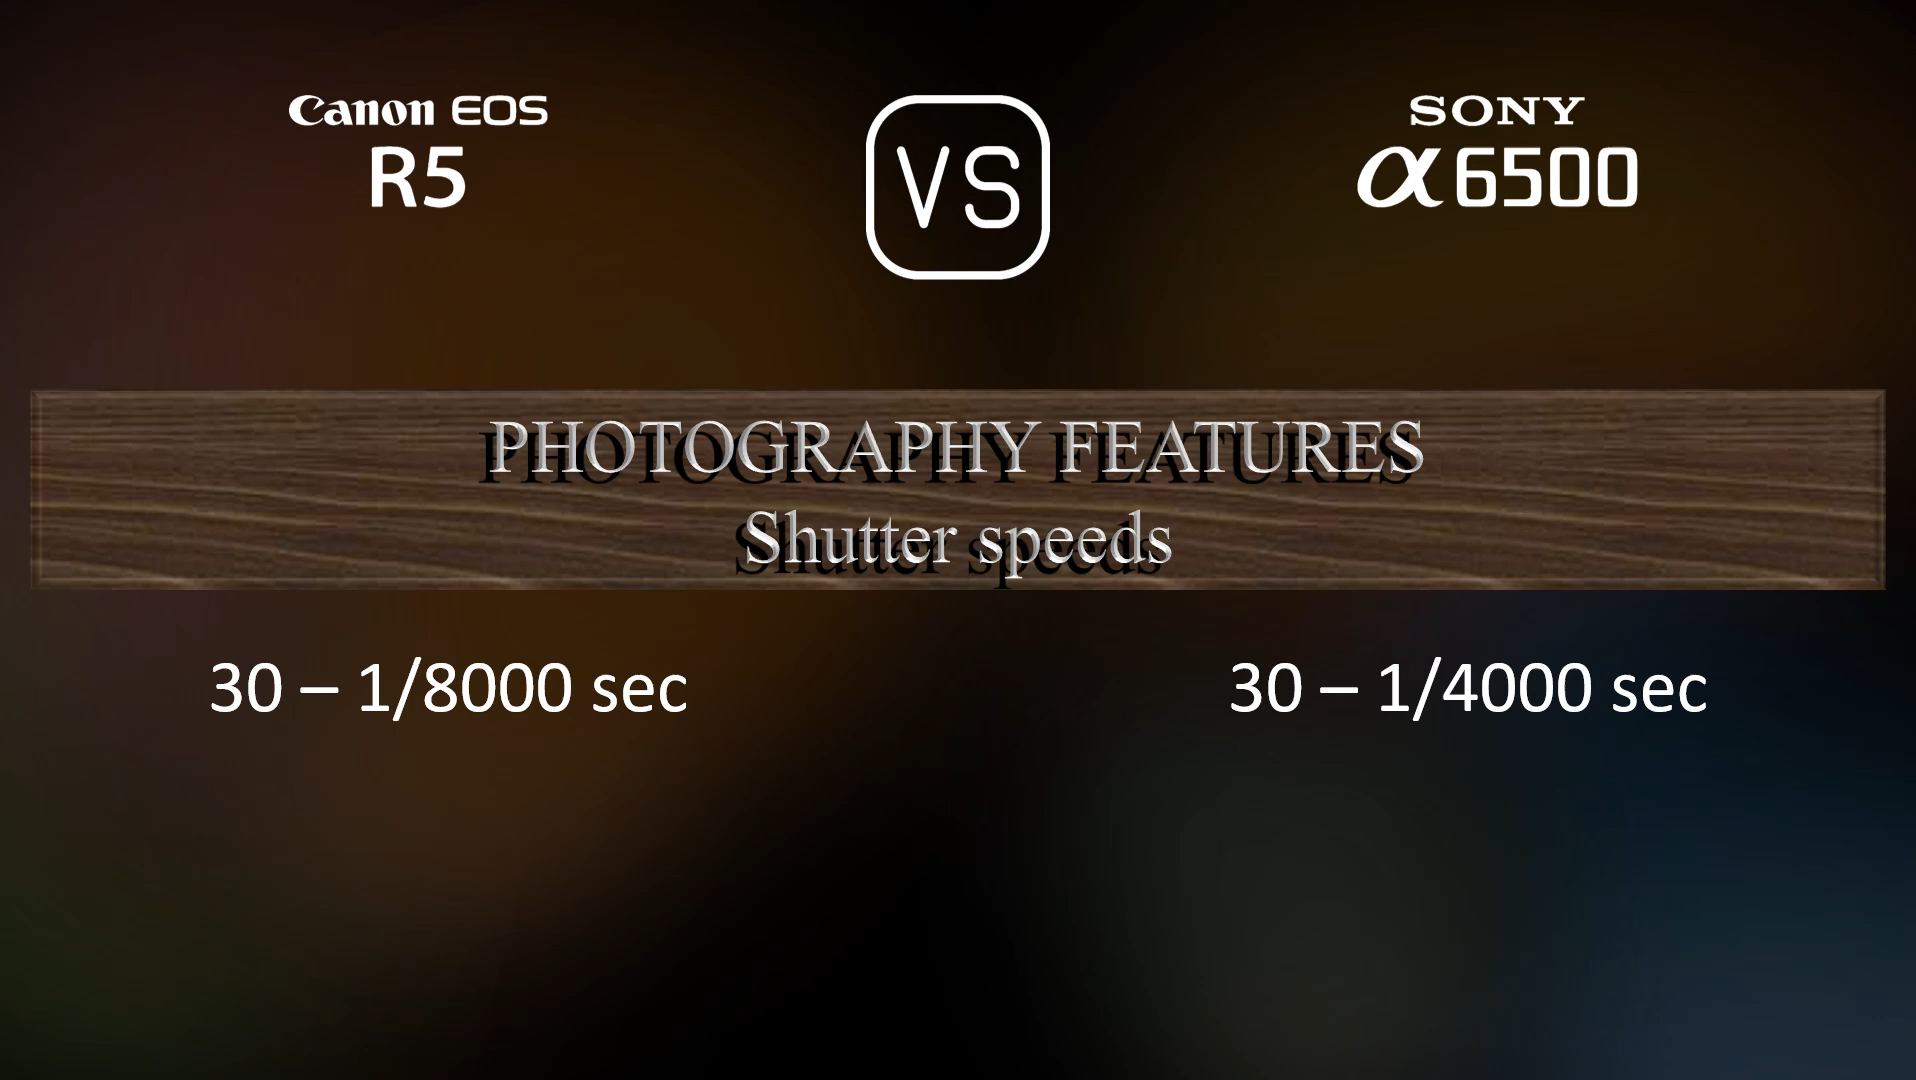 Canon EOS
R5
VS
SONY
α6500
PHOTOGRAPHY FEATURES
Shutter speeds
30 – 1/8000 sec
30 – 1/4000 sec